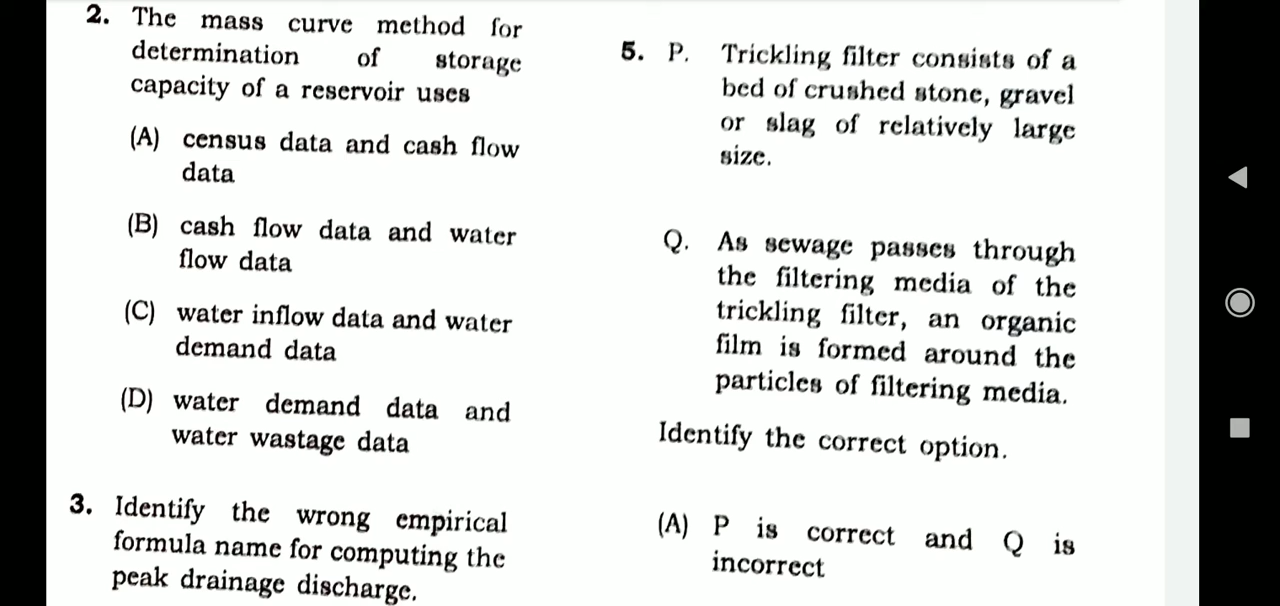 2. The mass curve method for
determination of storage
capacity of a reservoir uses
(A) census data and cash flow
data
(B) cash flow data and water
flow data
(C) water inflow data and water
demand data
(D) water demand data and
water wastage data
3. Identify the wrong empirical
formula name for computing the
peak drainage discharge.
5. P. Trickling filter consists of a
bed of crushed stone, gravel
or slag of relatively large
size.
Q. As sewage passes through
the filtering media of the
trickling filter, an organic
film is formed around the
particles of filtering media.
Identify the correct option.
(A) P is correct and Q is
incorrect